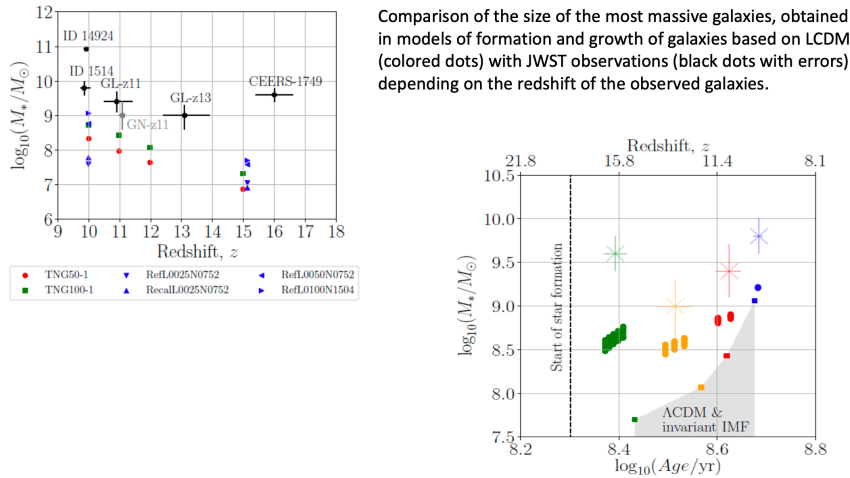 Comparison of the size of the most massive galaxies, obtained
in models of formation and growth of galaxies based on LCDM
(colored dots) with JWST observations (black dots with errors)
depending on the redshift of the observed galaxies.
12
11
10
9
8
7
6
log10(M*/M⊙)
ID 14924
ID 1514
GL-z11
GN-z11
GL-z13
CEERS-1749
9 10 11 12 13 14 15 16 17 18
Redshift, z
TNG50-1 RefL0025N0752 RefL0050N0752
TNG100-1 RecalL0025N0752 RefL0100N1504
Redshift, z
21.8 15.8 11.4 8.1
10.5
10.0
9.5
9.0
8.5
8.0
7.5
log10(M*/M⊙)
Start of star formation
ΛCDM &
invariant IMF
8.2 8.4 8.6 8.8
log10(Age/yr)